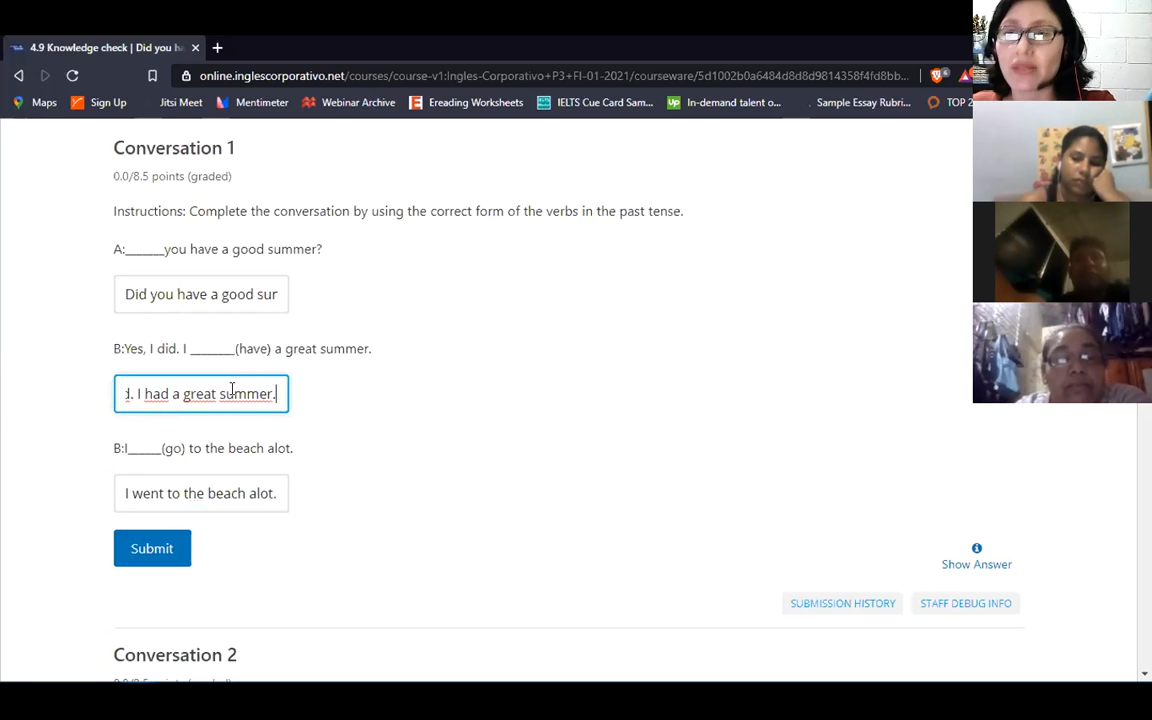 4.9 Knowledge check | Did you ha
online.inglescorporativo.net/courses/course-v1:Ingles-Corporativo+P3+FI-01-2021/courseware/5d1002b0a6484d8d8d9814358f4fd8bb...
6
Maps Sign Up Jitsi Meet Mentimeter Webinar Archive Ereading Worksheets IELTS Cue Card Sam... In-demand talent o... Sample Essay Rubri... TOP 2
Conversation 1
0.0/8.5 points (graded)
Instructions: Complete the conversation by using the correct form of the verbs in the past tense.
A:______you have a good summer?
Did you have a good sur
B:Yes, I did. I _______(have) a great summer.
d. I had a great summer.
B:I_____(go) to the beach alot.
I went to the beach alot.
Submit
Show Answer
SUBMISSION HISTORY STAFF DEBUG INFO
Conversation 2